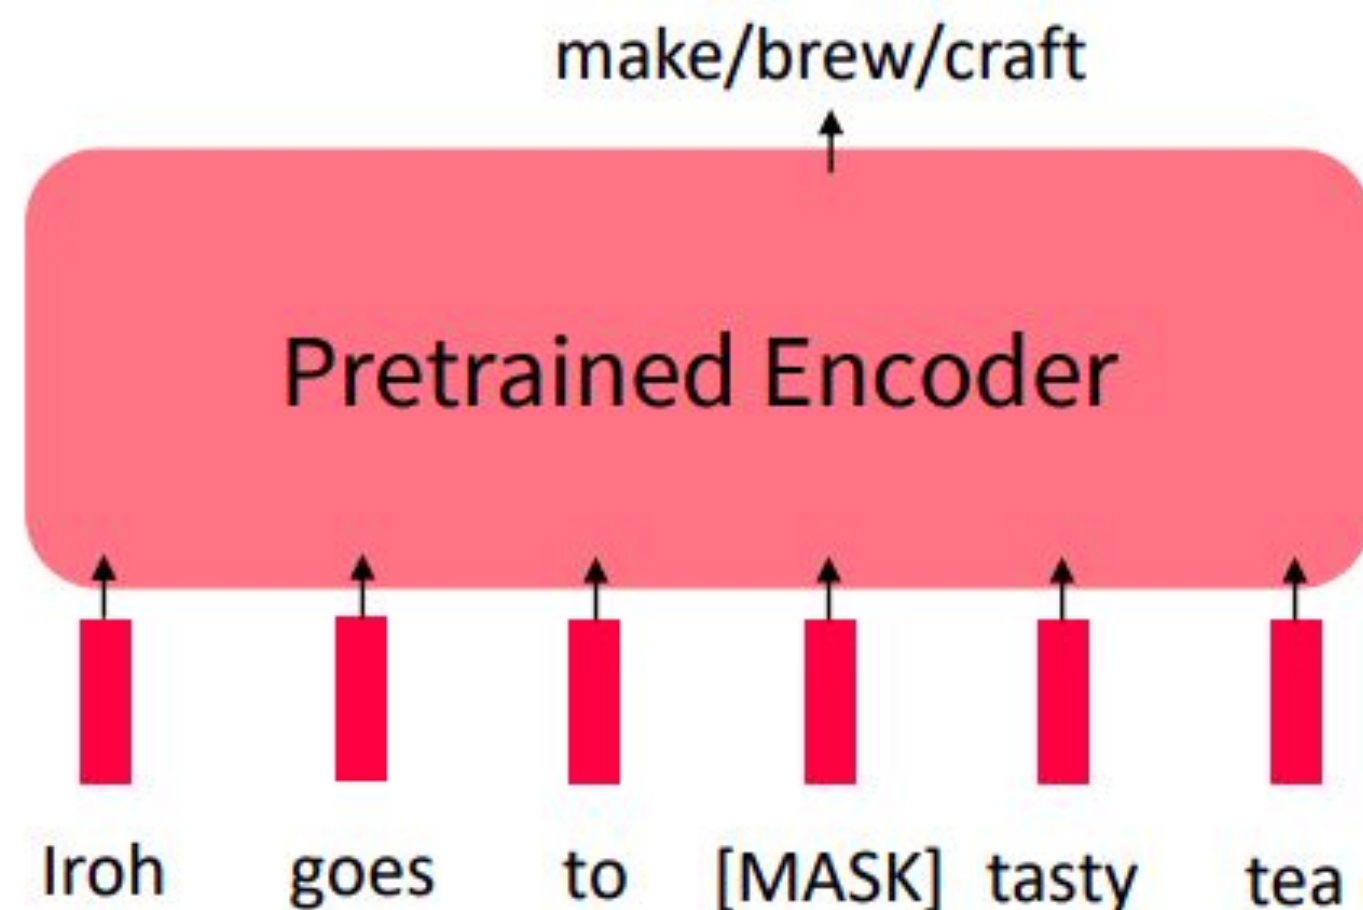 make/brew/craft
Pretrained Encoder
Iroh goes to [MASK] tasty tea